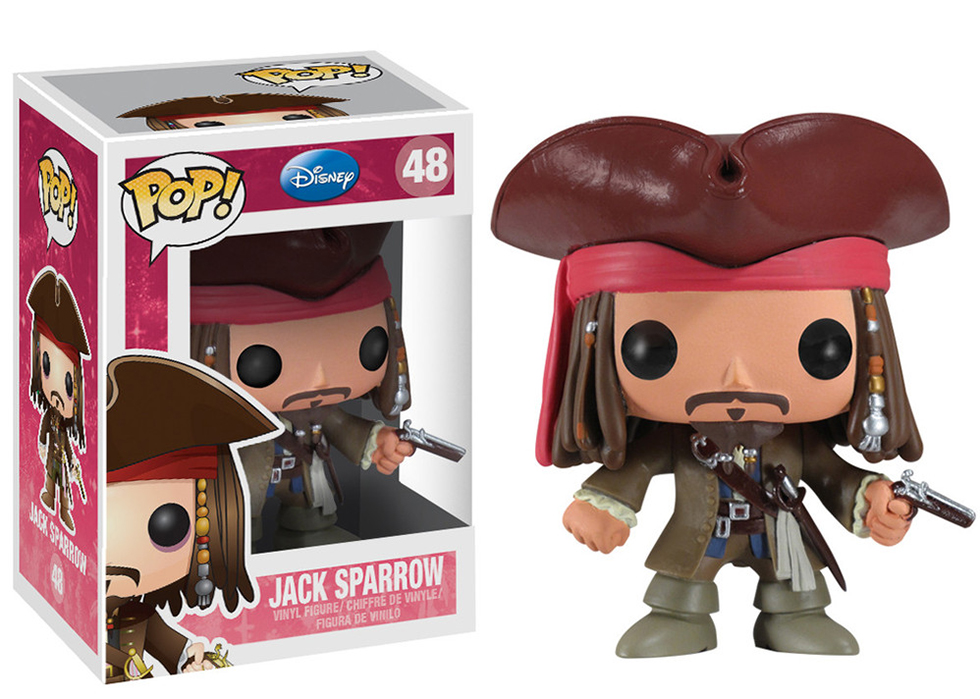 POP!
POP!
JACK SPARROW
48
POP!
DISNEY
48
JACK SPARROW
VINYL FIGURE/ CHIFFRE DE VINYLE/
FIGURA DE VINILO